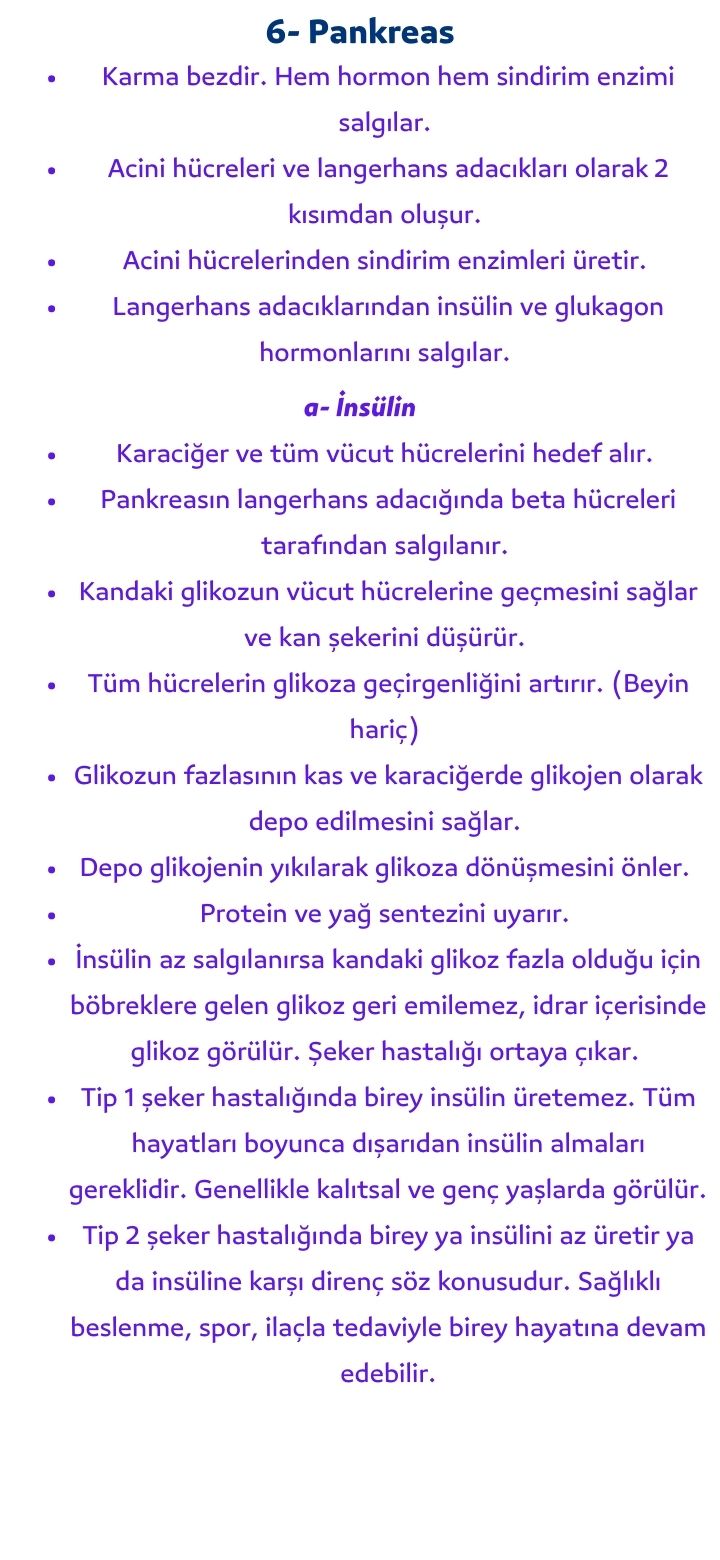 6- Pankreas
• Karma bezdir. Hem hormon hem sindirim enzimi
salgılar.
• Acini hücreleri ve langerhans adacıkları olarak 2
kısımdan oluşur.
• Acini hücrelerinden sindirim enzimleri üretir.
• Langerhans adacıklarından insülin ve glukagon
hormonlarını salgılar.
a- İnsülin
• Karaciğer ve tüm vücut hücrelerini hedef alır.
• Pankreasın langerhans adacığında beta hücreleri
tarafından salgılanır.
• Kandaki glikozun vücut hücrelerine geçmesini sağlar
ve kan şekerini düşürür.
• Tüm hücrelerin glikoza geçirgenliğini artırır. (Beyin
hariç)
• Glikozun fazlasının kas ve karaciğerde glikojen olarak
depo edilmesini sağlar.
• Depo glikojenin yıkılarak glikoza dönüşmesini önler.
• Protein ve yağ sentezini uyarır.
• İnsülin az salgılanırsa kandaki glikoz fazla olduğu için
böbreklere gelen glikoz geri emilemez, idrar içerisinde
glikoz görülür. Şeker hastalığı ortaya çıkar.
• Tip 1 şeker hastalığında birey insülin üretemez. Tüm
hayatları boyunca dışarıdan insülin almaları
gereklidir. Genellikle kalıtsal ve genç yaşlarda görülür.
• Tip 2 şeker hastalığında birey ya insülini az üretir ya
da insüline karşı direnç söz konusudur. Sağlıklı
beslenme, spor, ilaçla tedaviyle birey hayatına devam
edebilir.